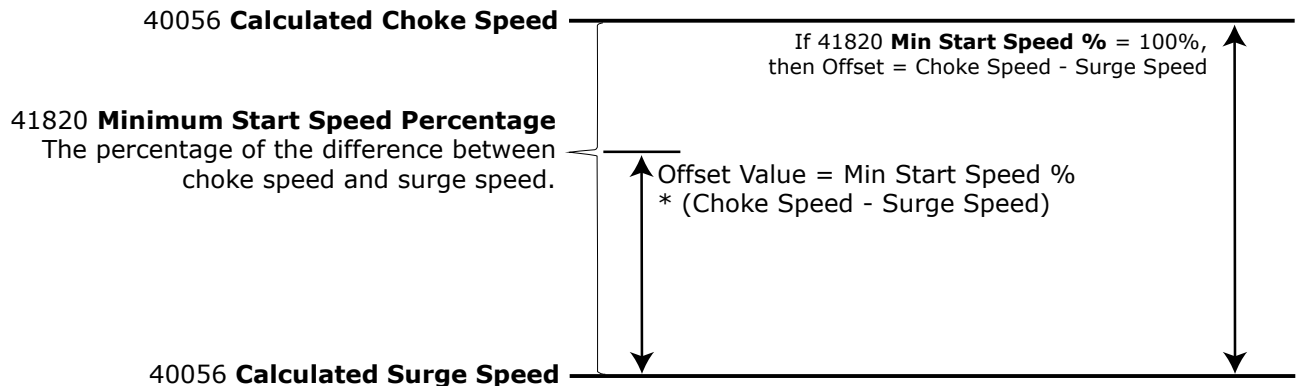 40056 Calculated Choke Speed
If 41820 Min Start Speed % = 100%,
then Offset = Choke Speed - Surge Speed
41820 Minimum Start Speed Percentage
The percentage of the difference between
choke speed and surge speed.
Offset Value = Min Start Speed %
* (Choke Speed - Surge Speed)
40056 Calculated Surge Speed